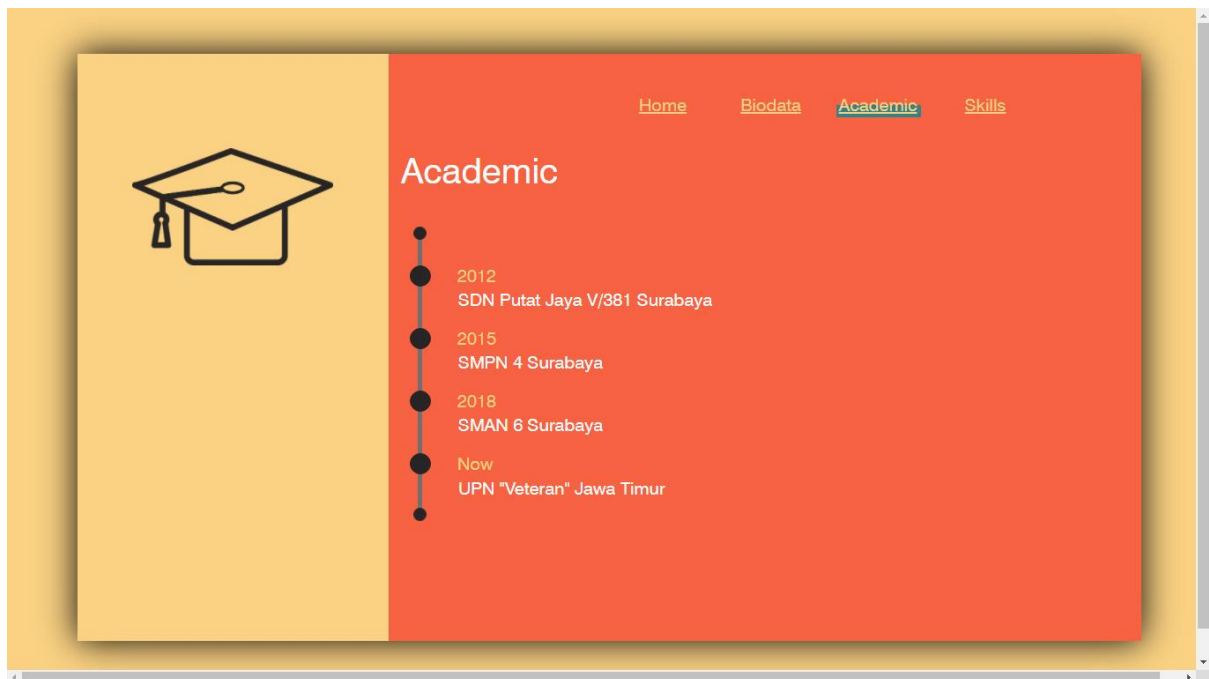 Home Biodata Academic Skills
Academic
2012
SDN Putat Jaya V/381 Surabaya
2015
SMPN 4 Surabaya
2018
SMAN 6 Surabaya
Now
UPN "Veteran" Jawa Timur